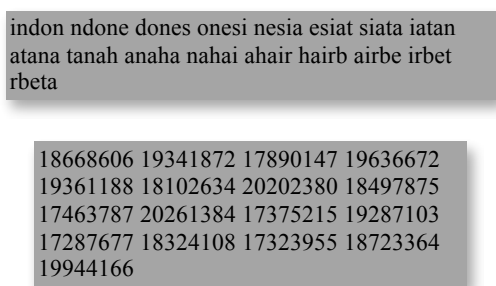 indon ndone dones onesi nesia esiat siata iatan
atana tanah anaha nahai ahair hairb airbe irbet
rbeta
18668606 19341872 17890147 19636672
19361188 18102634 20202380 18497875
17463787 20261384 17375215 19287103
17287677 18324108 17323955 18723364
19944166